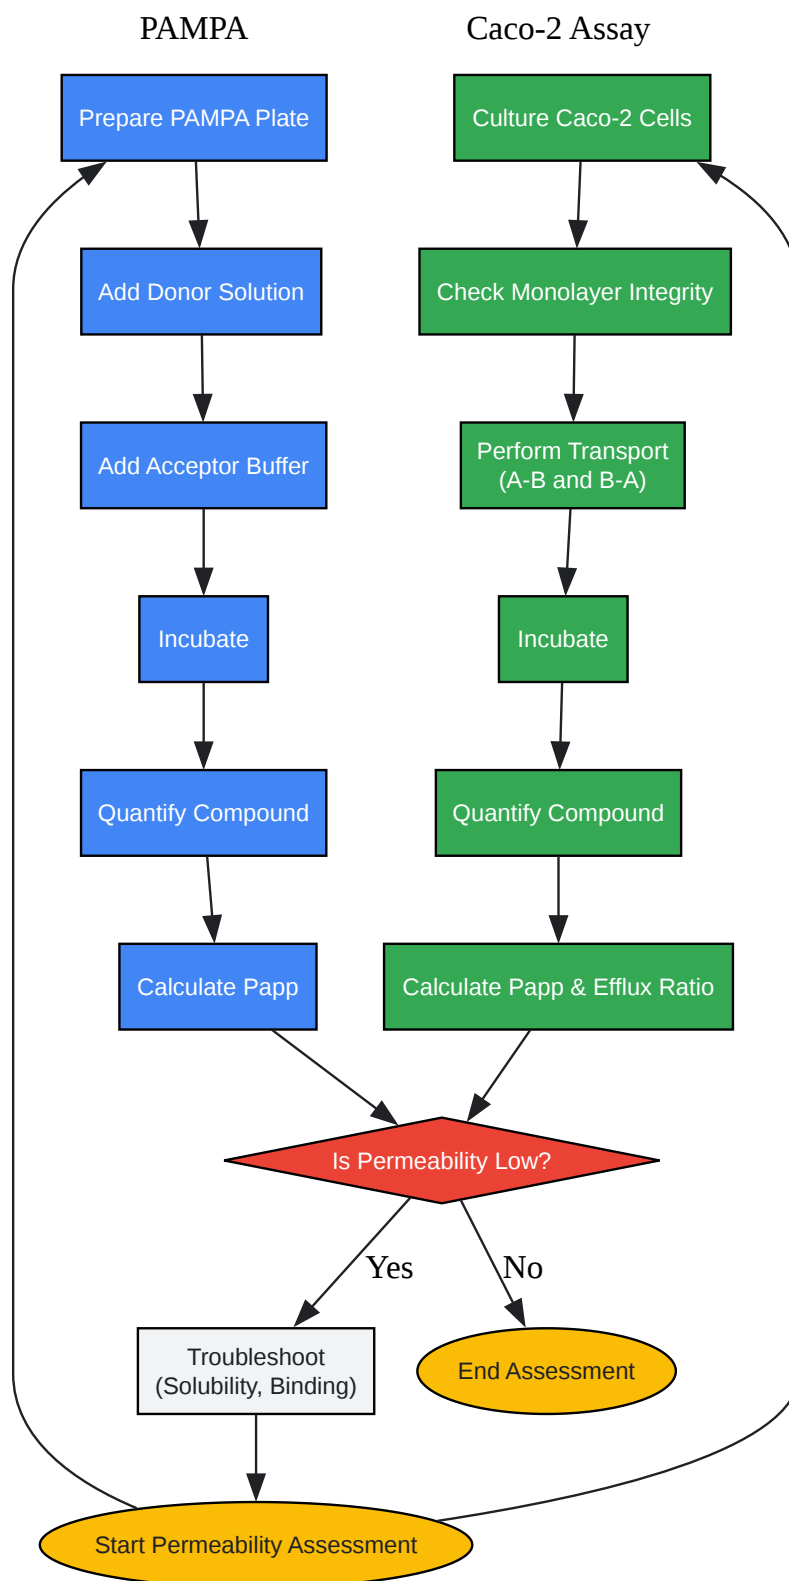 PAMPA
Caco-2 Assay
Prepare PAMPA Plate
Culture Caco-2 Cells
Add Donor Solution
Check Monolayer Integrity
Add Acceptor Buffer
Perform Transport
(A-B and B-A)
Incubate
Incubate
Quantify Compound
Quantify Compound
Calculate Papp
Calculate Papp & Efflux Ratio
Is Permeability Low?
Yes
No
Troubleshoot
(Solubility, Binding)
End Assessment
Start Permeability Assessment